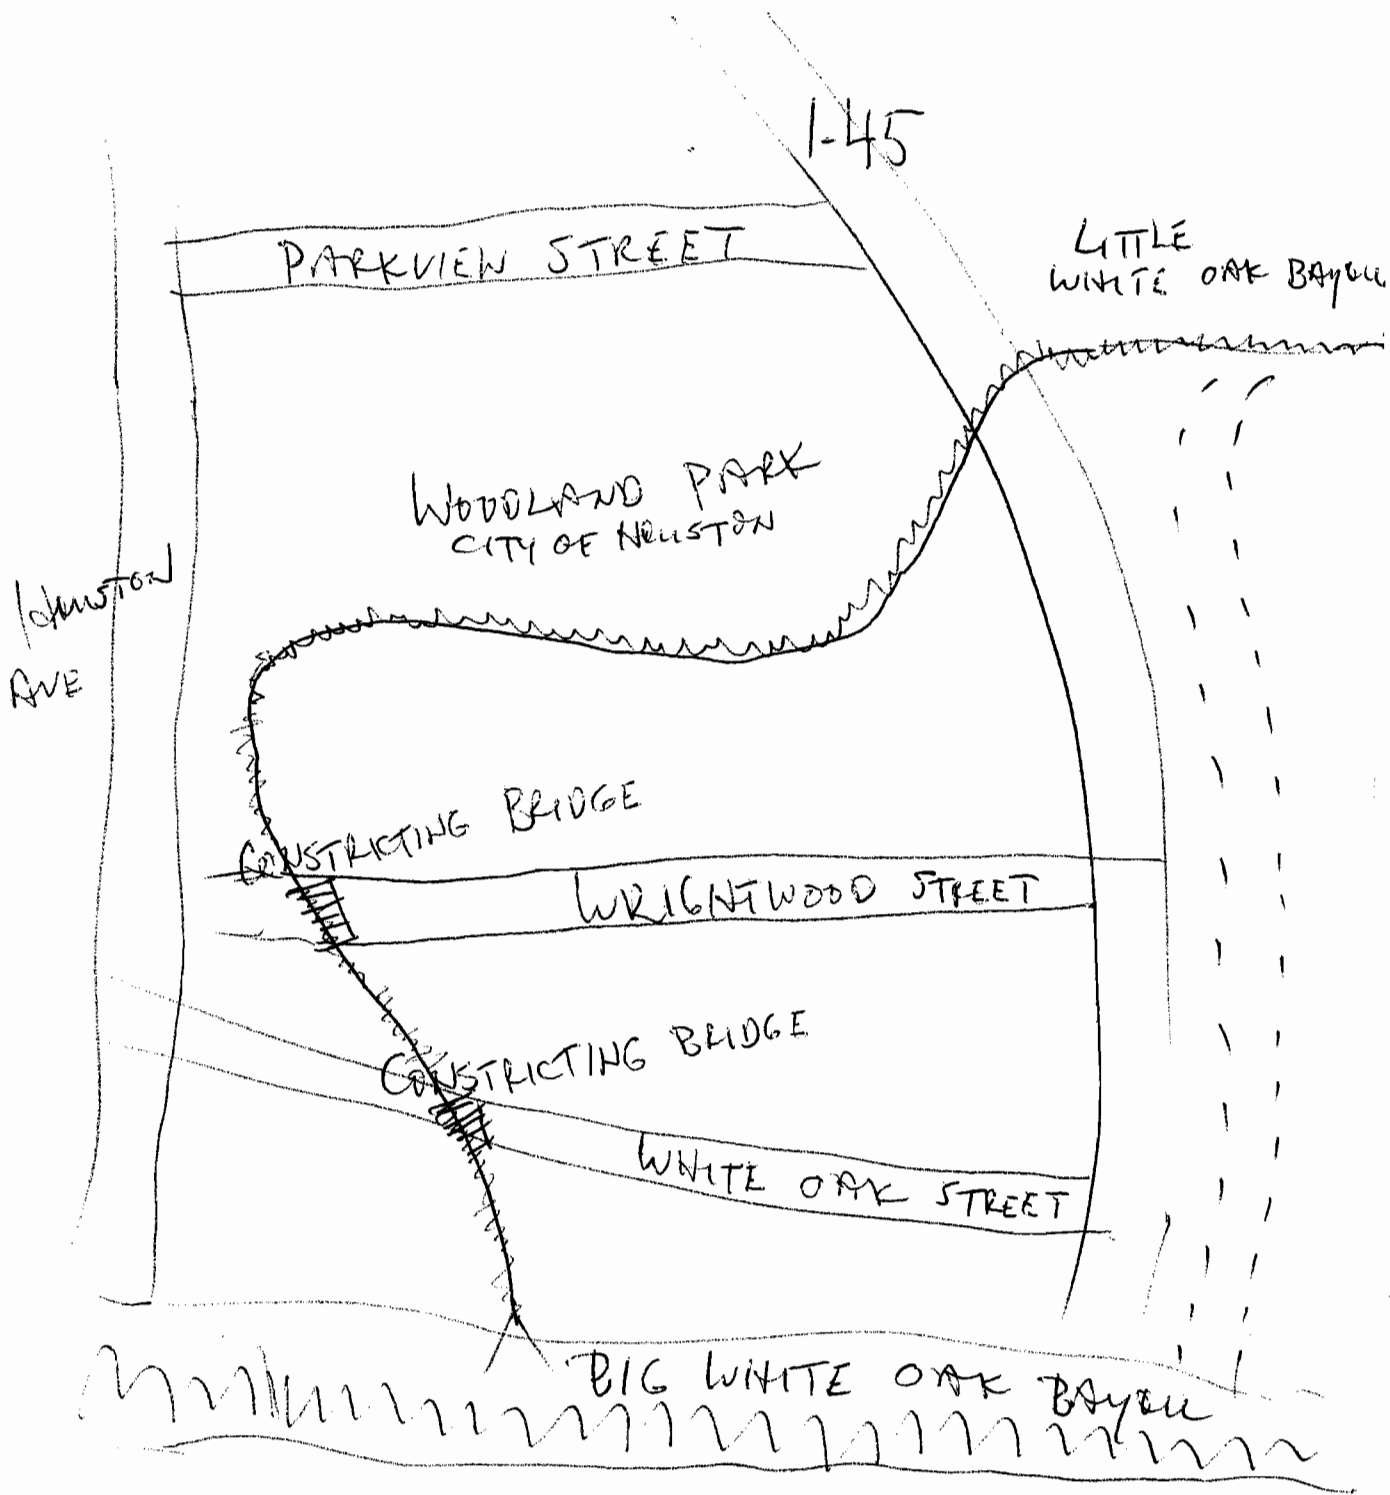 I-45
PARKVIEW STREET
LITTLE
WHITE OAK BAYOU
WOODLAND PARK
CITY OF HOUSTON
HOUSTON
AVE
CONSTRICTING BRIDGE
WRIGHTWOOD STREET
CONSTRICTING BRIDGE
WHITE OAK STREET
BIG WHITE OAK BAYOU